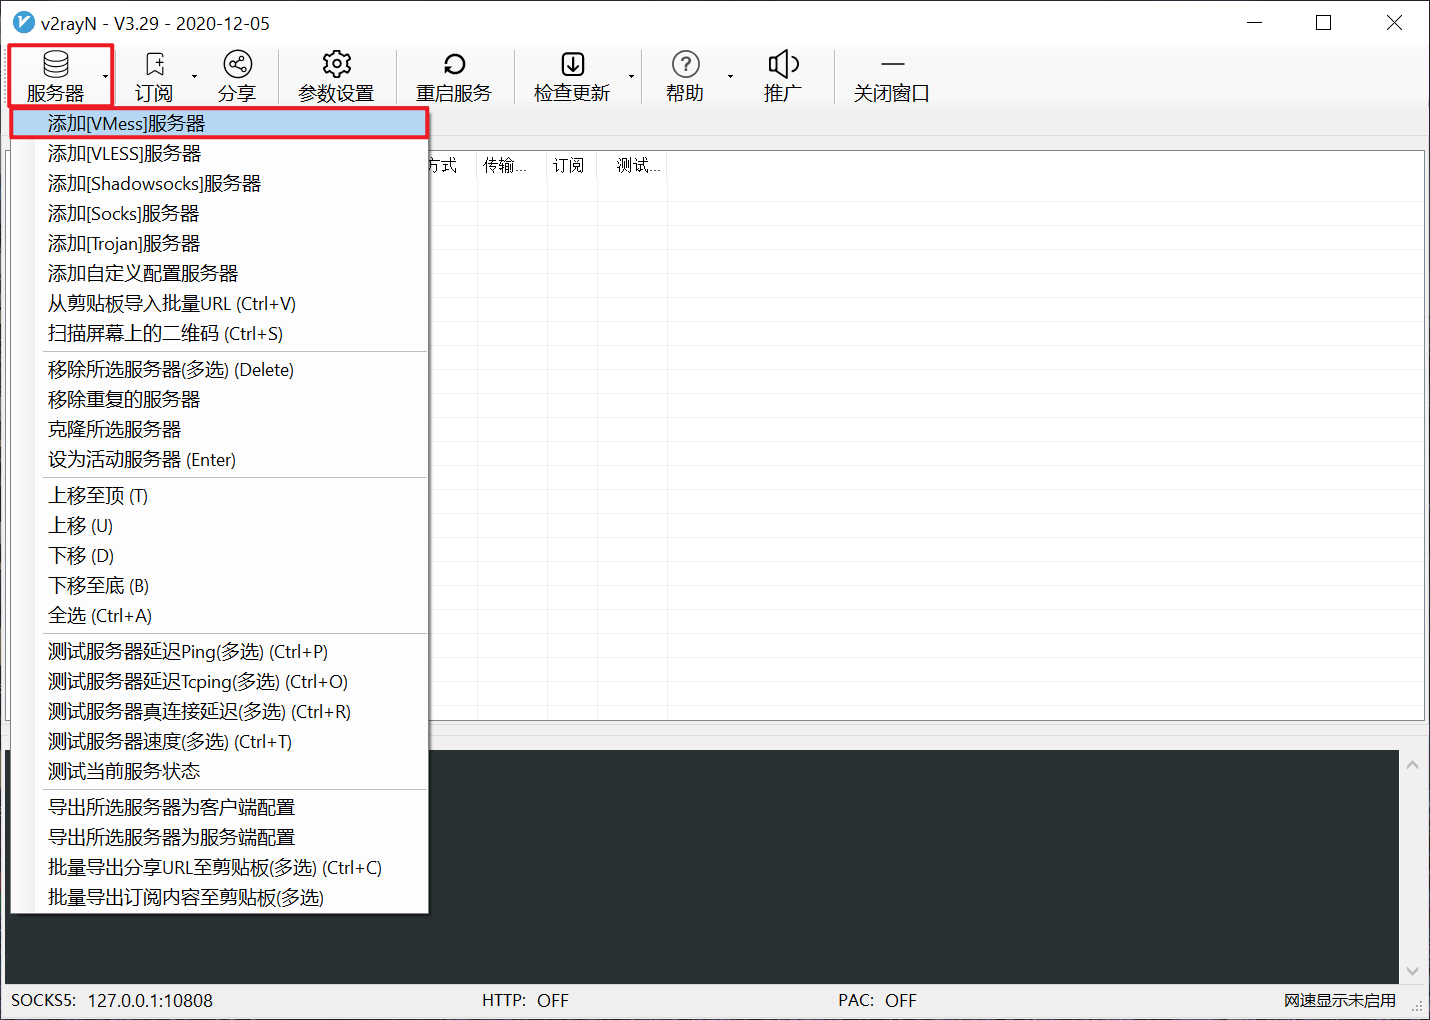 v2rayN - V3.29 - 2020-12-05
服务器 订阅 分享 参数设置 重启服务 检查更新 帮助 推广 关闭窗口
添加[VMess]服务器
添加[VLESS]服务器
添加[Shadowsocks]服务器
添加[Socks]服务器
添加[Trojan]服务器
添加自定义配置服务器
从剪贴板导入批量URL (Ctrl+V)
扫描屏幕上的二维码 (Ctrl+S)
移除所选服务器(多选) (Delete)
移除重复的服务器
克隆所选服务器
设为活动服务器 (Enter)
上移至顶 (T)
上移 (U)
下移 (D)
下移至底 (B)
全选 (Ctrl+A)
测试服务器延迟Ping(多选) (Ctrl+P)
测试服务器延迟Tcping(多选) (Ctrl+O)
测试服务器真连接延迟(多选) (Ctrl+R)
测试服务器速度(多选) (Ctrl+T)
测试当前服务状态
导出所选服务器为客户端配置
导出所选服务器为服务端配置
批量导出分享URL至剪贴板(多选) (Ctrl+C)
批量导出订阅内容至剪贴板(多选)
方式 传输... 订阅 测试...
SOCKS5: 127.0.0.1:10808 HTTP: OFF PAC: OFF 网速显示未启用